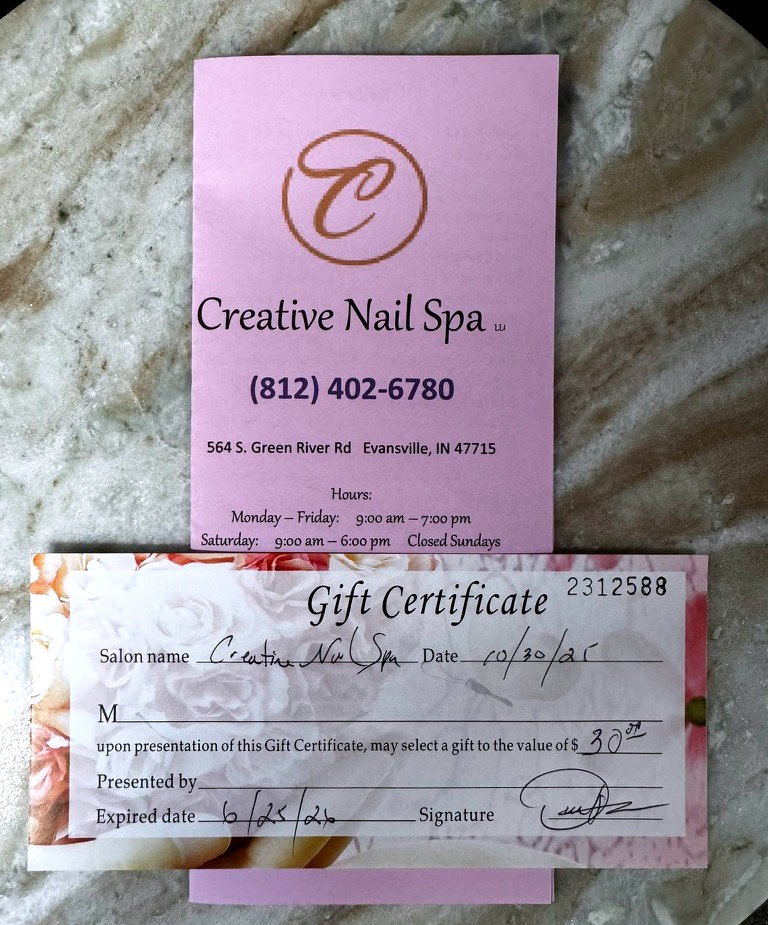 C
Creative Nail Spa LLC
(812) 402-6780
564 S. Green River Rd Evansville, IN 47715
Hours:
Monday – Friday: 9:00 am – 7:00 pm
Saturday: 9:00 am – 6:00 pm Closed Sundays
Gift Certificate 2312588
Salon name Creative Nail Spa Date 10/30/25
M
upon presentation of this Gift Certificate, may select a gift to the value of $ 30
Presented by
Expired date 6/25/26 Signature